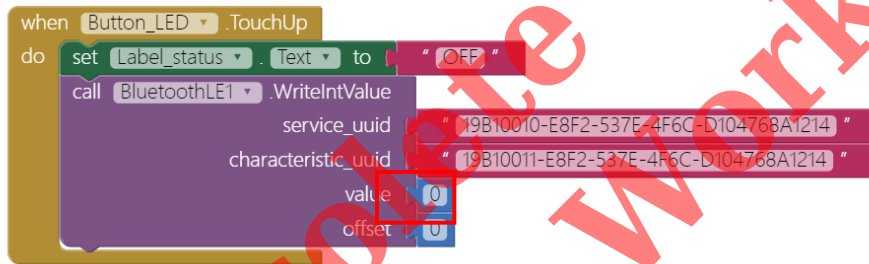 when Button_LED .TouchUp
do set Label_status . Text to " OFF "
call BluetoothLE1 .WriteIntValue
service_uuid " 19B10010-E8F2-537E-4F6C-D104768A1214 "
characteristic_uuid " 19B10011-E8F2-537E-4F6C-D104768A1214 "
value 0
offset 0